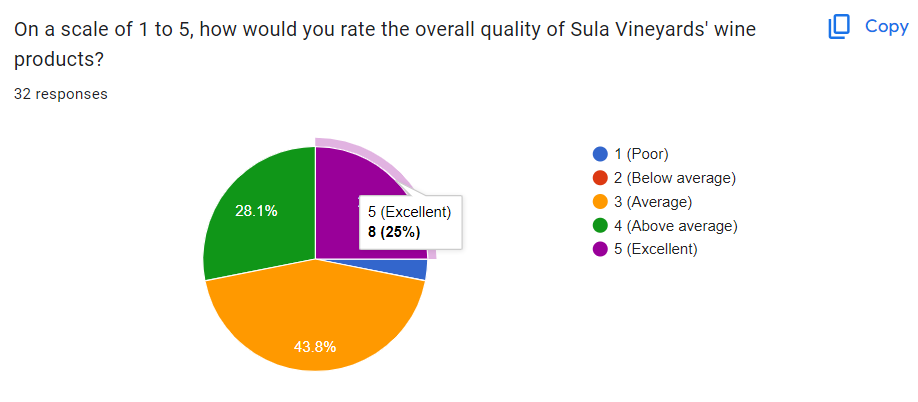 On a scale of 1 to 5, how would you rate the overall quality of Sula Vineyards' wine
products?
Copy
32 responses
1 (Poor)
2 (Below average)
3 (Average)
4 (Above average)
5 (Excellent)
28.1%
5 (Excellent)
8 (25%)
43.8%